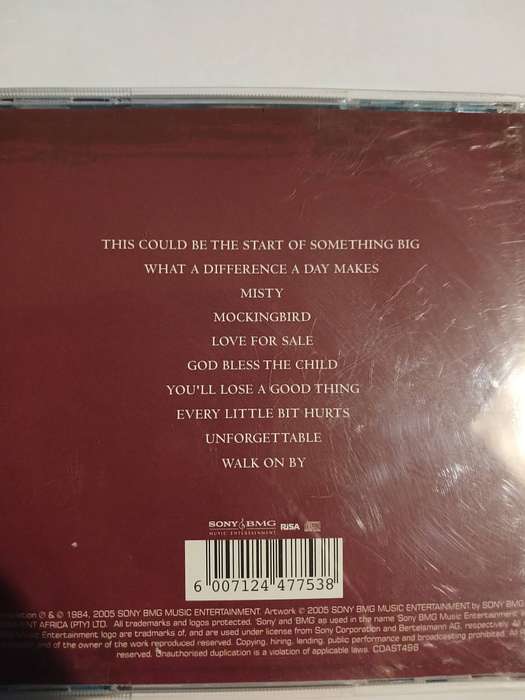 THIS COULD BE THE START OF SOMETHING BIG
WHAT A DIFFERENCE A DAY MAKES
MISTY
MOCKINGBIRD
LOVE FOR SALE
GOD BLESS THE CHILD
YOU'LL LOSE A GOOD THING
EVERY LITTLE BIT HURTS
UNFORGETTABLE
WALK ON BY
SONY BMG RiSA
MUSIC ENTERTAINMENT
6 007124 477538
℗ & © 1984, 2005 SONY BMG MUSIC ENTERTAINMENT. Artwork © 2005 SONY BMG MUSIC ENTERTAINMENT by SONY BMG
AFRICA (PTY) LTD. All trademarks and logos protected. 'Sony' and BMG as used in the name 'Sony BMG Music Entertainment'
Music Entertainment logo are trademarks of, and are used under license from Sony Corporation and Bertelsmann AG, respectively. All
and of the owner of the work reproduced reserved. Copying, hiring, lending, public performance and broadcasting prohibited. All
reserved. Unauthorised duplication is a violation of applicable laws. CDAST498